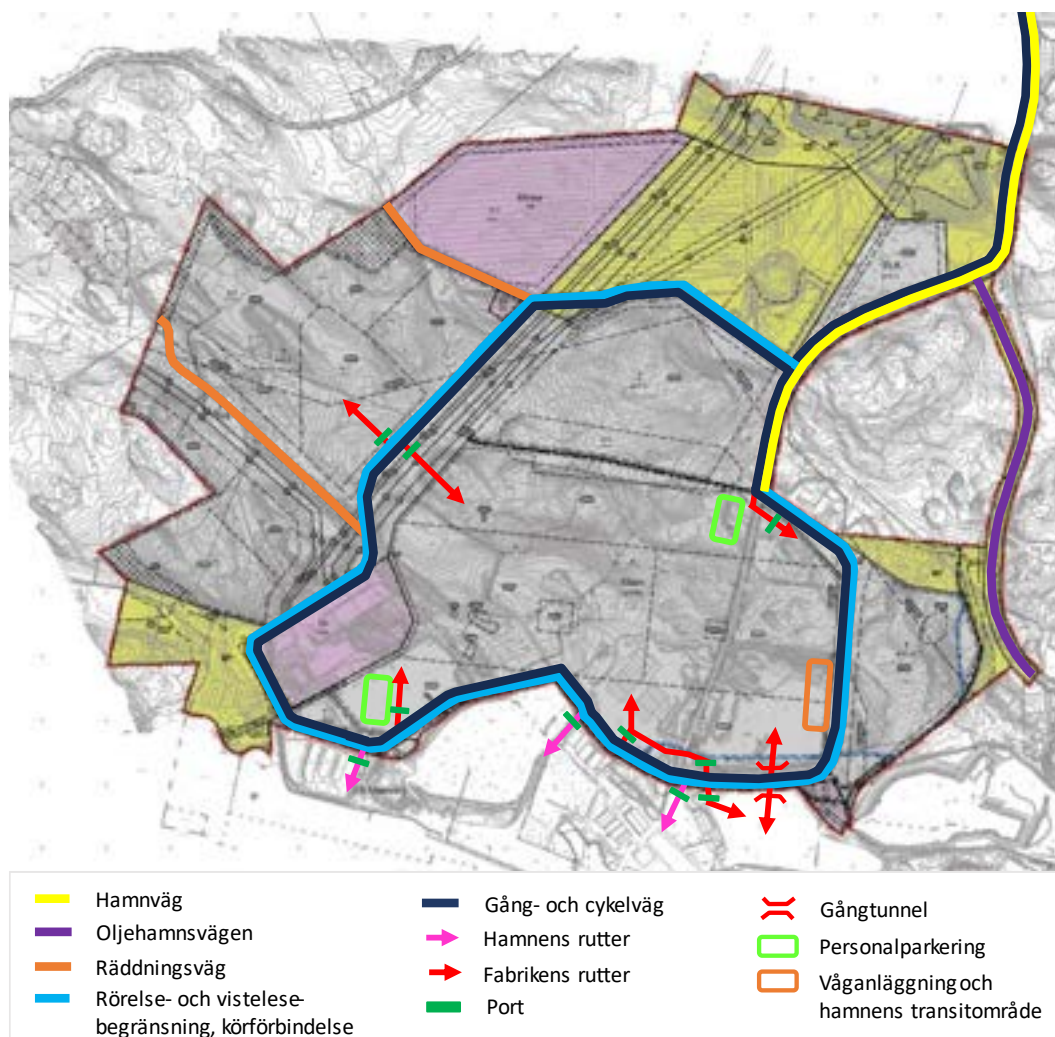 Hamnväg
Oljehamnsvägen
Räddningsväg
Rörelse- och vistelese-
begränsning, körförbindelse
Gång- och cykelväg
Hamnens rutter
Fabrikens rutter
Port
Gångtunnel
Personalparkering
Våganläggning och
hamnens transitområde